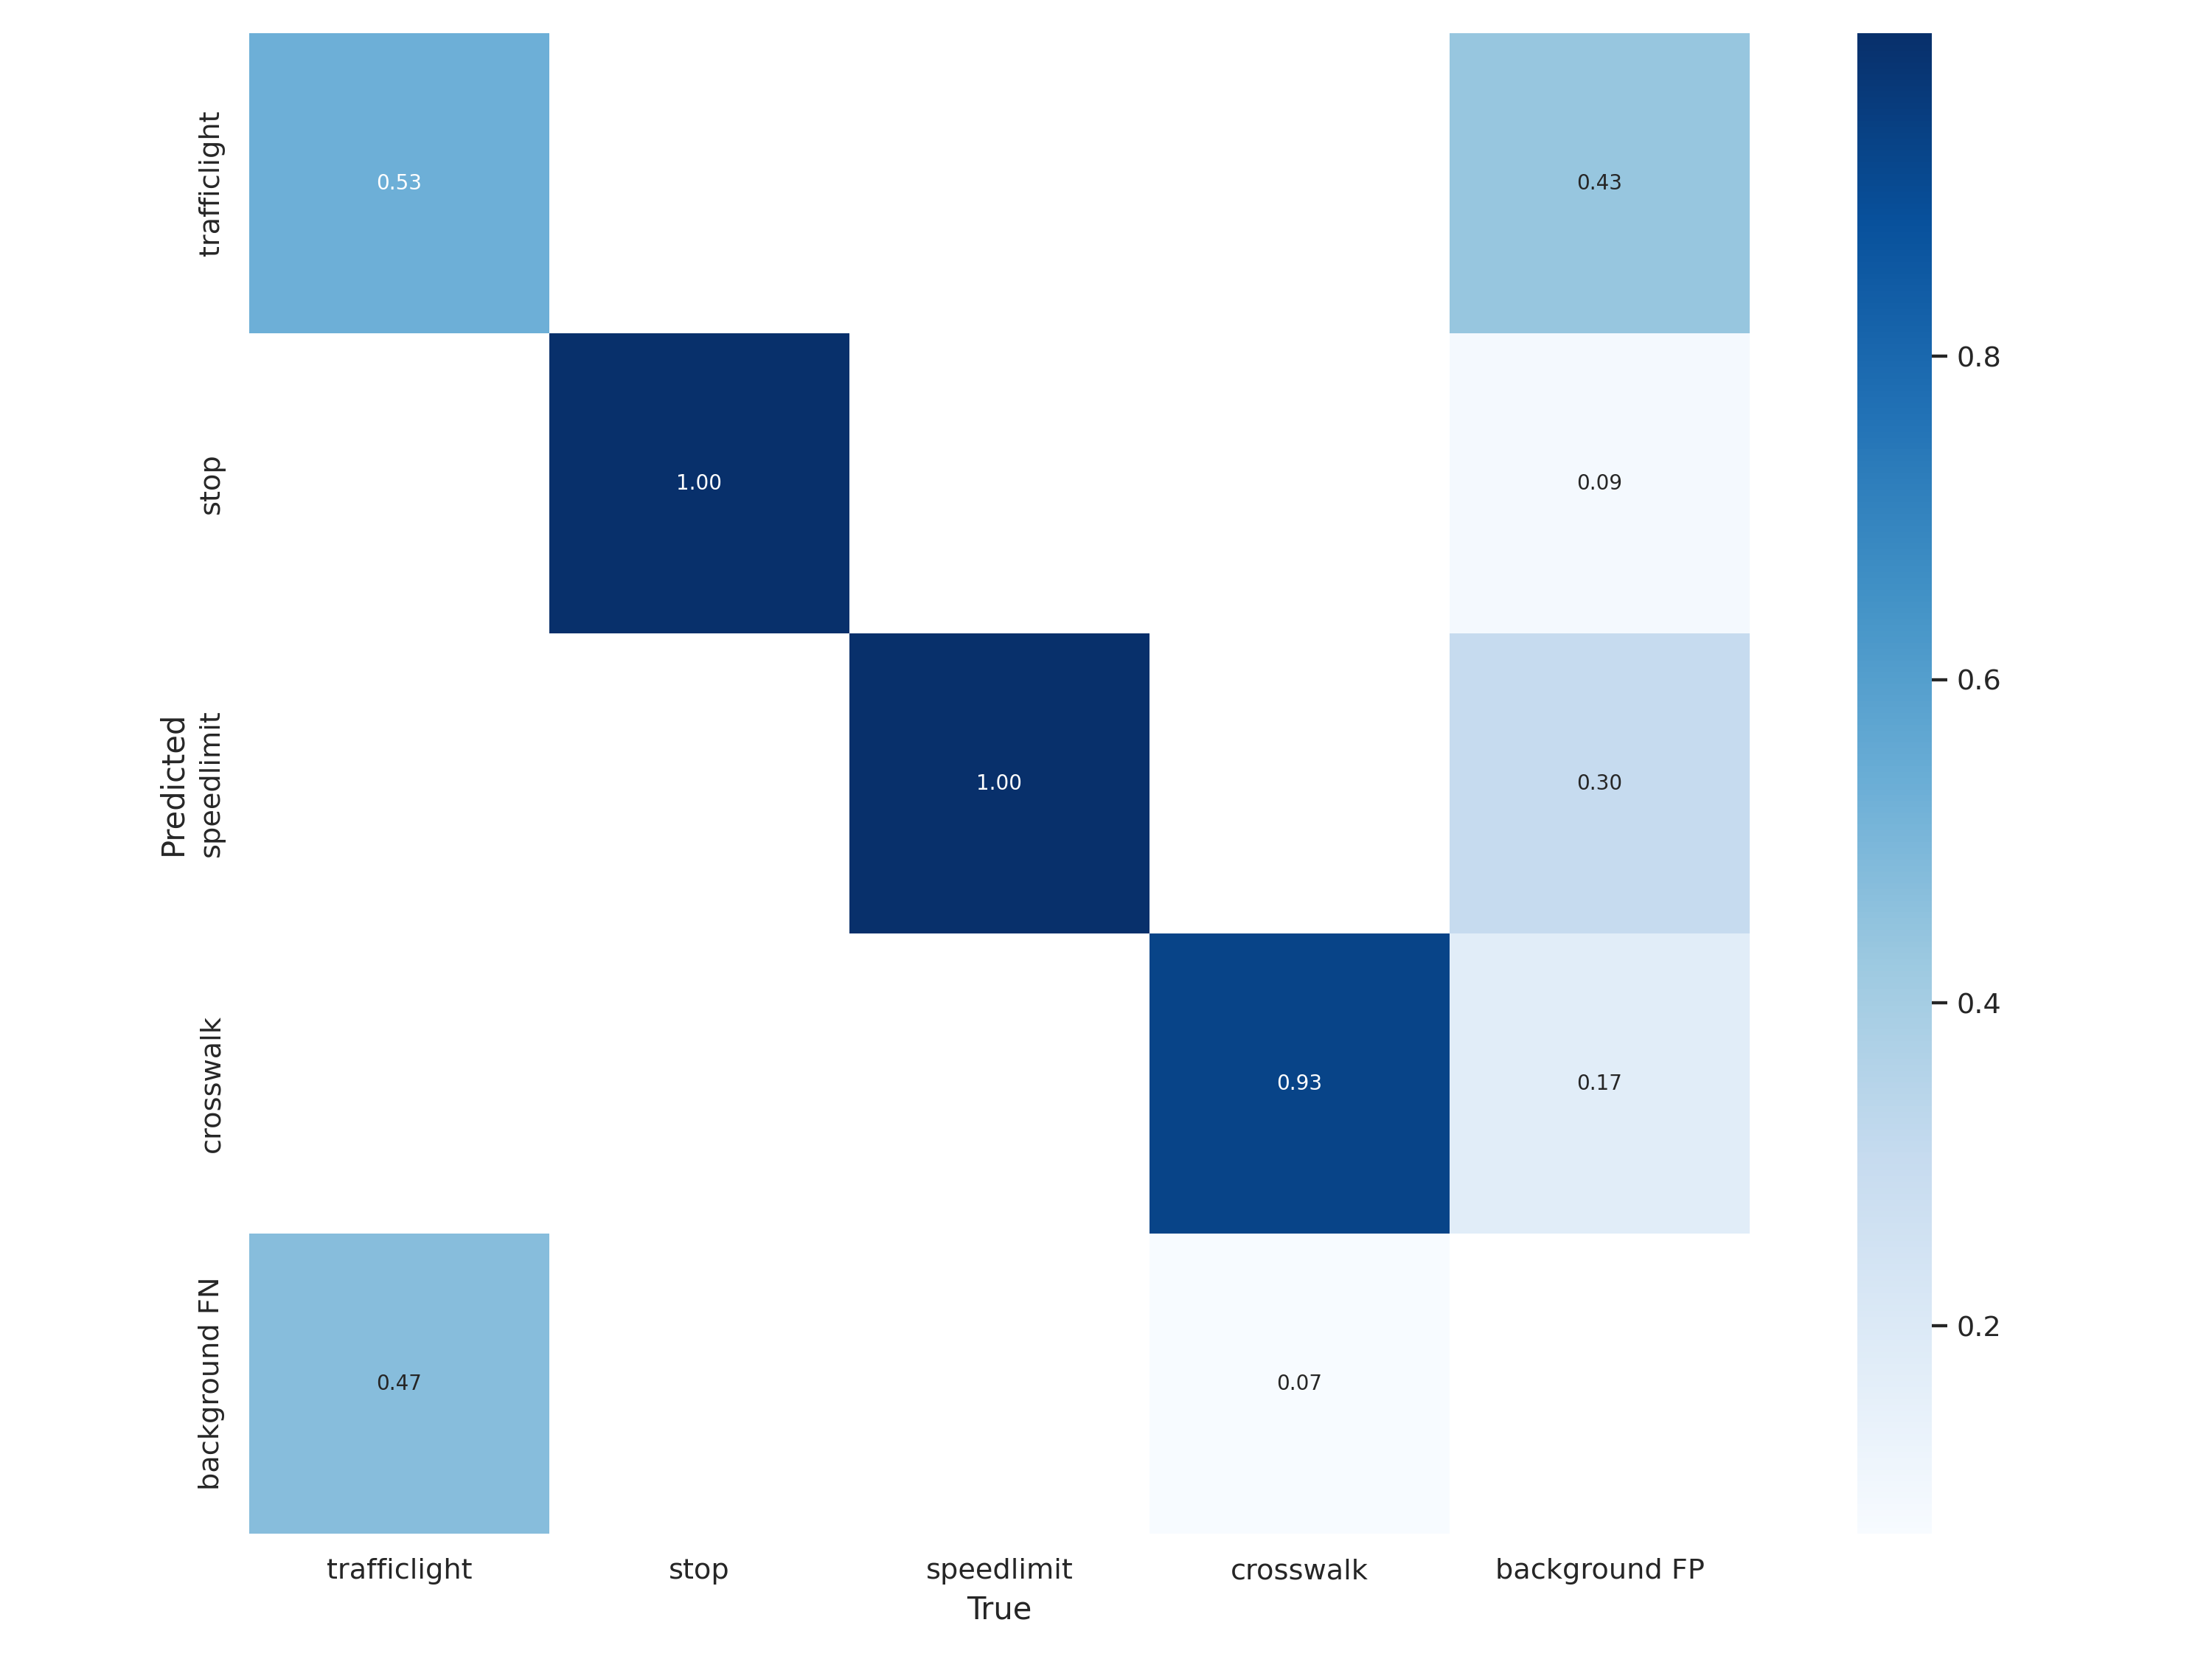 trafficlight
0.53
0.43
stop
1.00
0.09
Predicted
speedlimit
1.00
0.30
crosswalk
0.93
0.17
background FN
0.47
0.07
trafficlight
stop
speedlimit
crosswalk
background FP
True
0.8
0.6
0.4
0.2